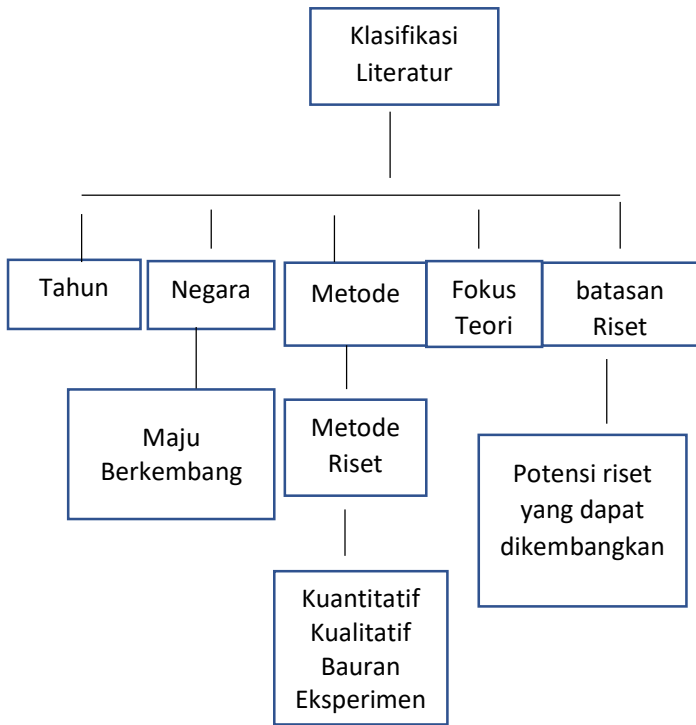 Klasifikasi
Literatur
Tahun
Negara
Metode
Fokus
Teori
batasan
Riset
Maju
Berkembang
Metode
Riset
Potensi riset
yang dapat
dikembangkan
Kuantitatif
Kualitatif
Bauran
Eksperimen